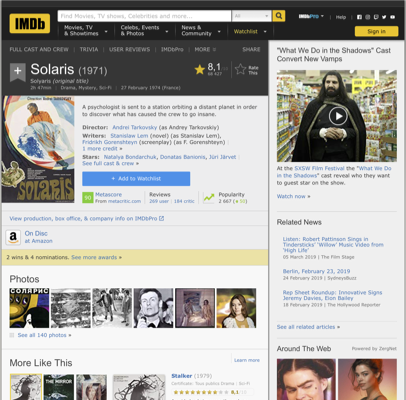 IMDb
Find Movies, TV shows, Celebrities and more...
All
IMDbPro
Help
Movies, TV
& Showtimes
Celebs, Events
& Photos
News &
Community
Watchlist
Sign in
FULL CAST AND CREW | TRIVIA | USER REVIEWS | IMDbPro | MORE
SHARE
Solaris (1971)
Solyaris (original title)
2h 47min | Drama, Mystery, Sci-Fi | 27 February 1974 (France)
8,1
Rate
This
A psychologist is sent to a station orbiting a distant planet in order
to discover what has caused the crew to go insane.
Director: Andrei Tarkovsky (as Andrey Tarkovskiy)
Writers: Stanislaw Lem (novel) (as Stanislav Lem),
Fridrikh Gorenshteyn (screenplay) (as F. Gorenshteyn) |
1 more credit »
Stars: Natalya Bondarchuk, Donatas Banionis, Jüri Järvet |
See full cast & crew »
+ Add to Watchlist
90
Metascore
From metacritic.com
Reviews
269 user | 184 critic
Popularity
2 667
SOLARIS
View production, box office, & company info on IMDbPro
On Disc
at Amazon
2 wins & 4 nominations. See more awards »
Photos
СОЛЯРИС
See all 140 photos »
More Like This
Learn more
THE MIRROR
Stalker (1979)
Certificate: Tous publics Drama | Sci-Fi
8,1
"What We Do in the Shadows" Cast
Convert New Vamps
At the SXSW Film Festival the "What We Do
in the Shadows" cast reveal who they want
to guest star on the show.
Watch now »
Related News
Listen: Robert Pattinson Sings in
Tindersticks' 'Willow' Music Video from
'High Life'
05 March 2019 | The Film Stage
Berlin, February 23, 2019
24 February 2019 | SydneysBuzz
Rep Sheet Roundup: Innovative Signs
Jeremy Davies, Eion Bailey
18 February 2019 | The Hollywood Reporter
See all related articles »
Around The Web
Powered by ZergNet